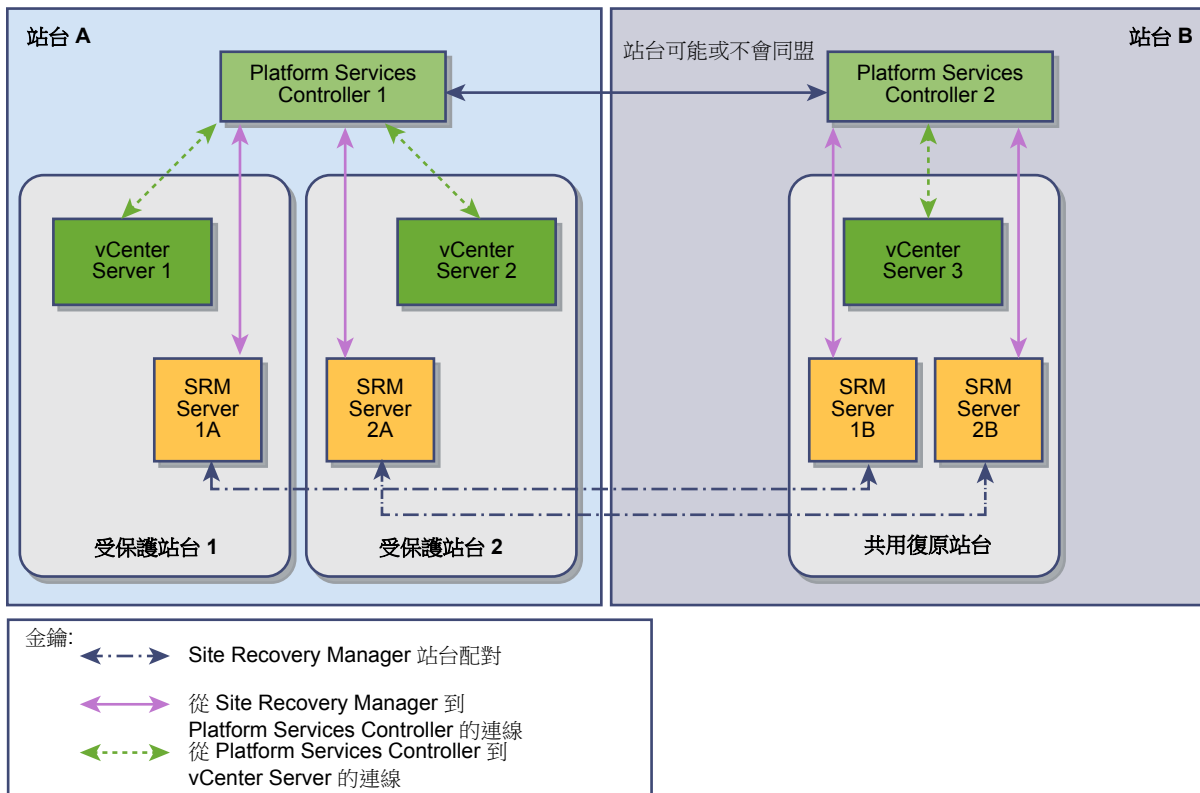 站台 A
站台 B
站台可能或不會同盟
Platform Services
Controller 1
Platform Services
Controller 2
vCenter
Server 1
vCenter
Server 2
vCenter
Server 3
SRM
Server
1A
SRM
Server
2A
SRM
Server
1B
SRM
Server
2B
受保護站台 1
受保護站台 2
共用復原站台
金鑰:
Site Recovery Manager 站台配對
從 Site Recovery Manager 到
Platform Services Controller 的連線
從 Platform Services Controller 到
vCenter Server 的連線